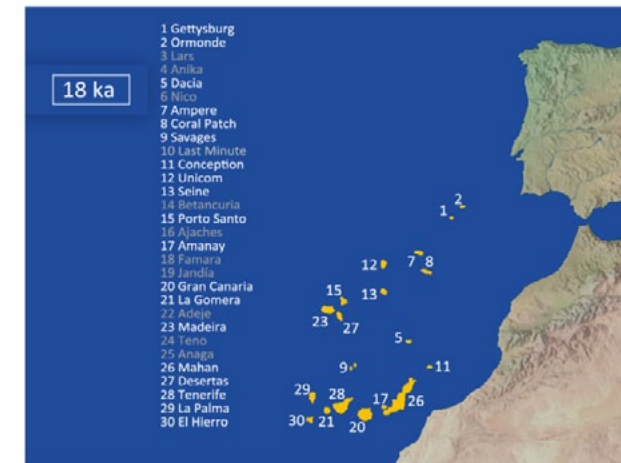 18 ka
1 Gettysburg
2 Ormonde
3 Lars
4 Anika
5 Dacia
6 Nico
7 Ampere
8 Coral Patch
9 Savages
10 Last Minute
11 Conception
12 Unicom
13 Seine
14 Betancuria
15 Porto Santo
16 Ajaches
17 Amanay
18 Famara
19 Jandía
20 Gran Canaria
21 La Gomera
22 Adeje
23 Madeira
24 Teno
25 Anaga
26 Mahan
27 Desertas
28 Tenerife
29 La Palma
30 El Hierro
2
1
7
8
12
13
15
23
27
5
9
11
29
28
17
26
30
21
20